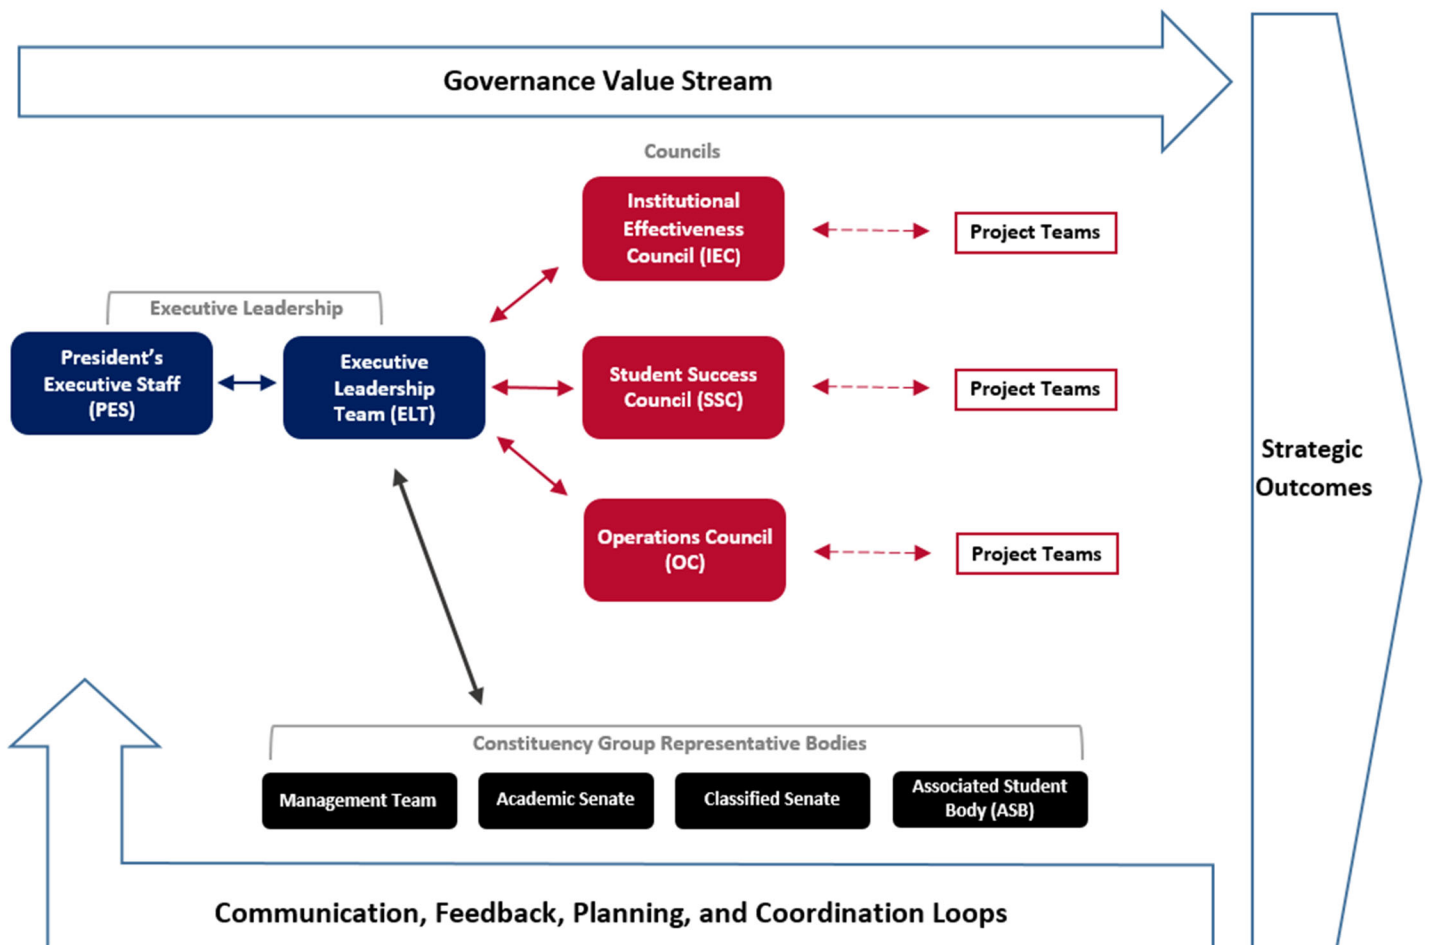 Governance Value Stream
Councils
Institutional
Effectiveness
Council (IEC)
Project Teams
Executive Leadership
President’s
Executive Staff
(PES)
Executive
Leadership
Team (ELT)
Student Success
Council (SSC)
Project Teams
Strategic
Outcomes
Operations Council
(OC)
Project Teams
Constituency Group Representative Bodies
Management Team
Academic Senate
Classified Senate
Associated Student
Body (ASB)
Communication, Feedback, Planning, and Coordination Loops